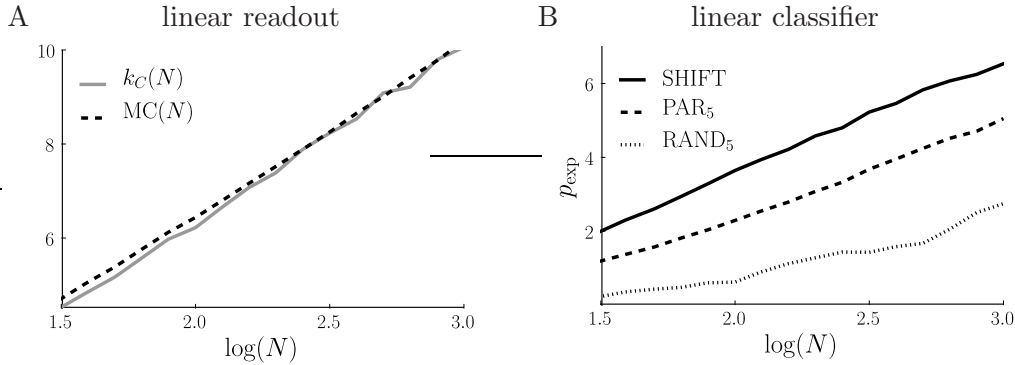 A linear readout
B linear classifier
10
8
6
k_C(N)
MC(N)
1.5 2.0 2.5 3.0
log(N)
p_exp
6
4
2
SHIFT
PAR_5
RAND_5
1.5 2.0 2.5 3.0
log(N)